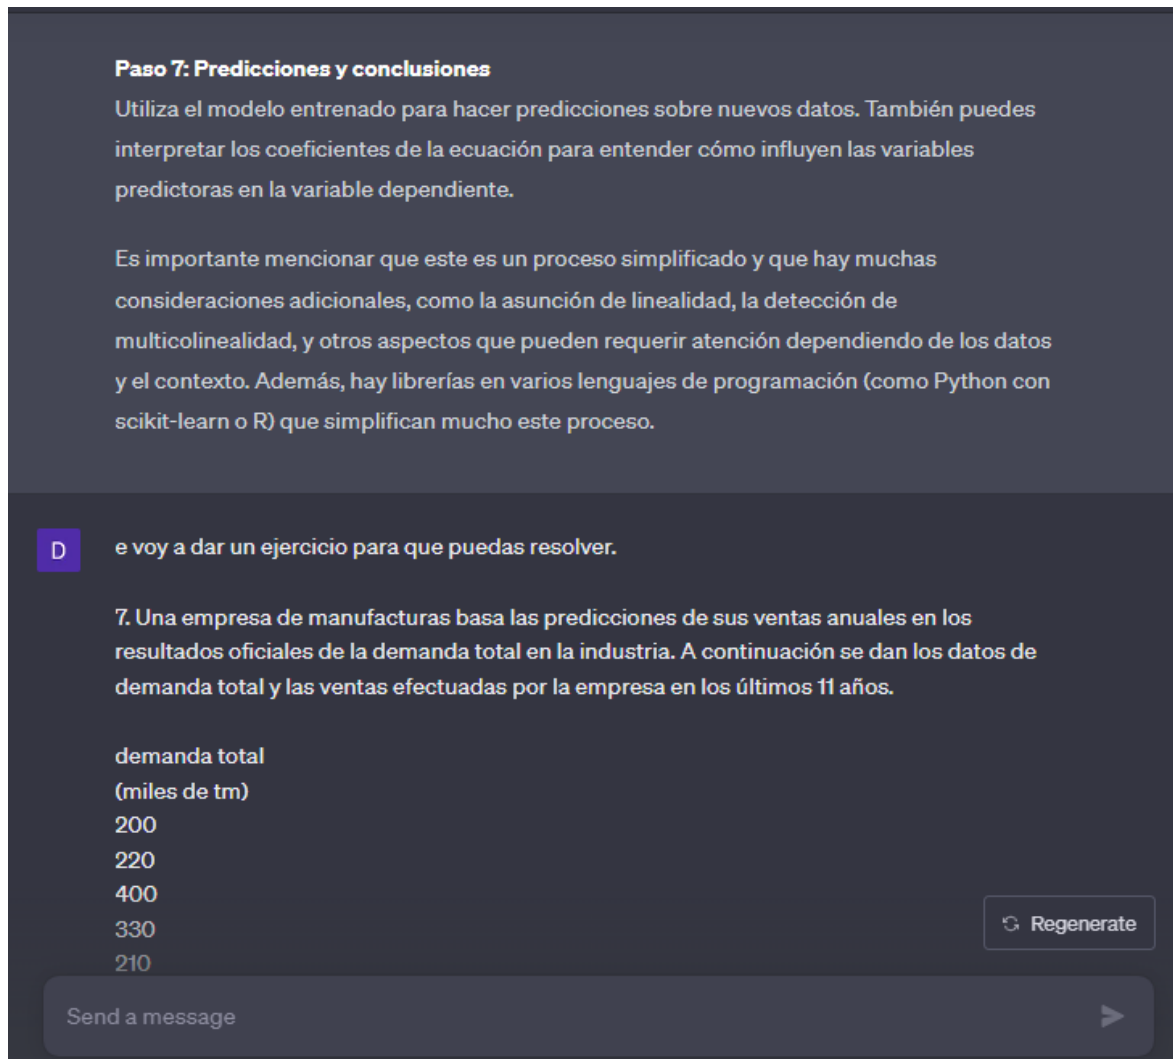 Paso 7: Predicciones y conclusiones
Utiliza el modelo entrenado para hacer predicciones sobre nuevos datos. También puedes
interpretar los coeficientes de la ecuación para entender cómo influyen las variables
predictoras en la variable dependiente.
Es importante mencionar que este es un proceso simplificado y que hay muchas
consideraciones adicionales, como la asunción de linealidad, la detección de
multicolinealidad, y otros aspectos que pueden requerir atención dependiendo de los datos
y el contexto. Además, hay librerías en varios lenguajes de programación (como Python con
scikit-learn o R) que simplifican mucho este proceso.
D
e voy a dar un ejercicio para que puedas resolver.
7. Una empresa de manufacturas basa las predicciones de sus ventas anuales en los
resultados oficiales de la demanda total en la industria. A continuación se dan los datos de
demanda total y las ventas efectuadas por la empresa en los últimos 11 años.
demanda total
(miles de tm)
200
220
400
330
210
Regenerate
Send a message